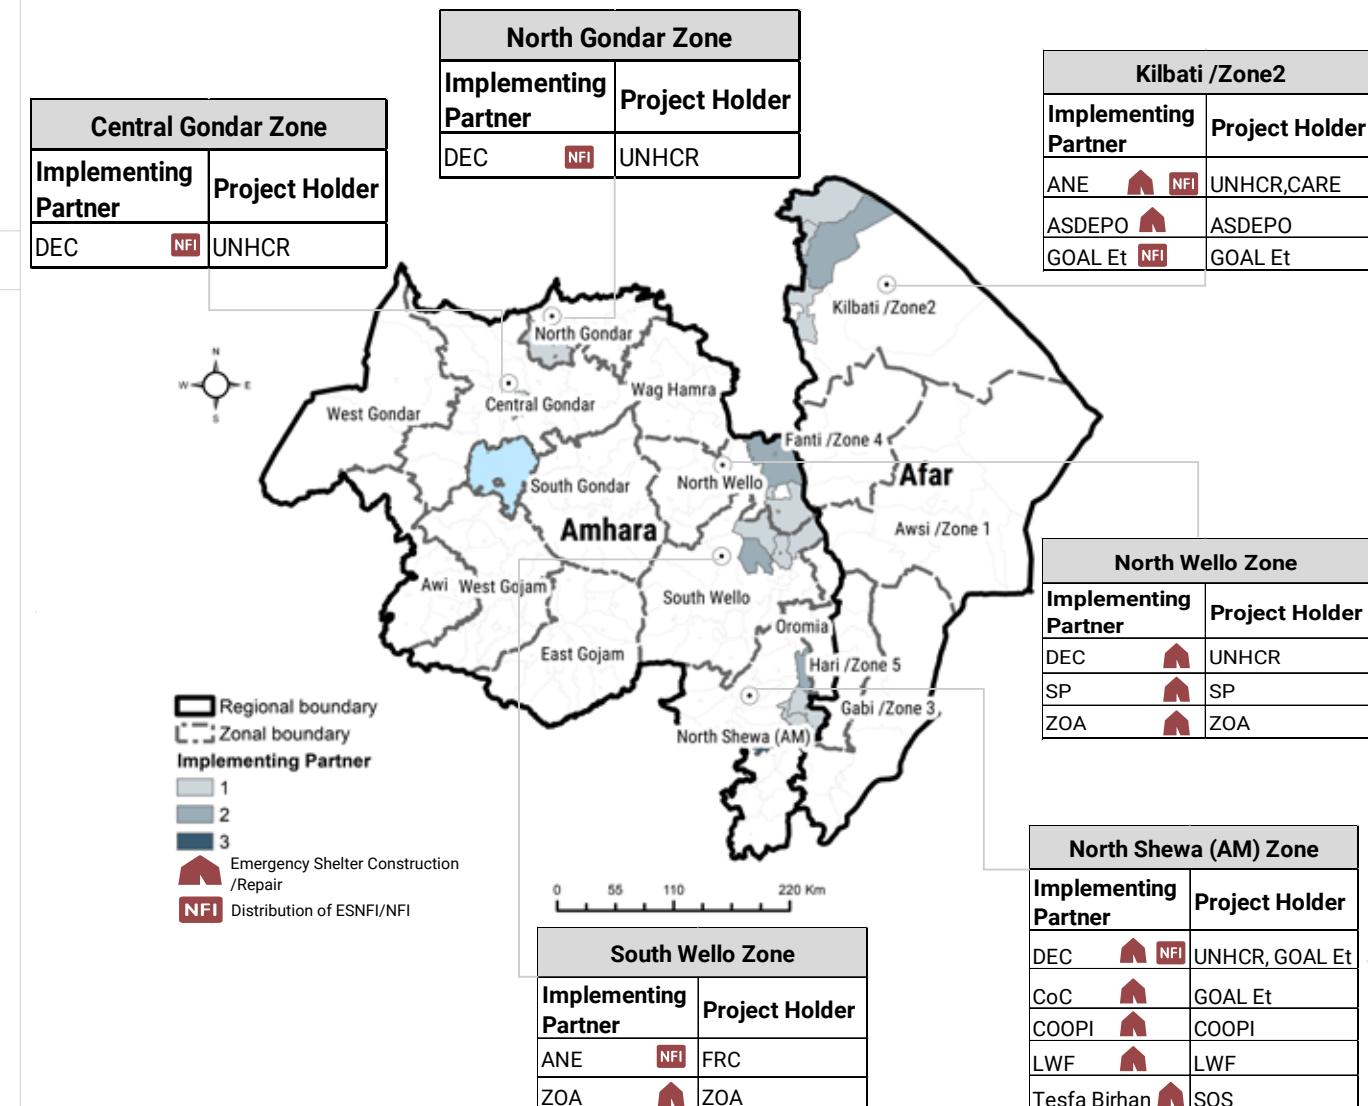 North Gondar Zone
Implementing Partner
Project Holder
DEC NFI UNHCR
Central Gondar Zone
Implementing Partner
Project Holder
DEC NFI UNHCR
Kilbati /Zone2
Implementing Partner
Project Holder
ANE NFI UNHCR,CARE
ASDEPO ASDEPO
GOAL Et NFI GOAL Et
N
W E
S
North Gondar
Kilbati /Zone2
Wag Hamra
Central Gondar
West Gondar
Fanti /Zone 4
Afar
North Wello
South Gondar
Amhara
Awsi /Zone 1
Awi
West Gojam
South Wello
Oromia
East Gojam
Hari /Zone 5
Gabi /Zone 3
North Shewa (AM)
North Wello Zone
Implementing Partner
Project Holder
DEC UNHCR
SP SP
ZOA ZOA
Regional boundary
Zonal boundary
Implementing Partner
1
2
3
Emergency Shelter Construction
/Repair
NFI Distribution of ESNFI/NFI
0 55 110 220 Km
North Shewa (AM) Zone
Implementing Partner
Project Holder
DEC NFI UNHCR, GOAL Et
CoC GOAL Et
COOPI COOPI
LWF LWF
Tesfa Birhan SOS
South Wello Zone
Implementing Partner
Project Holder
ANE NFI FRC
ZOA ZOA